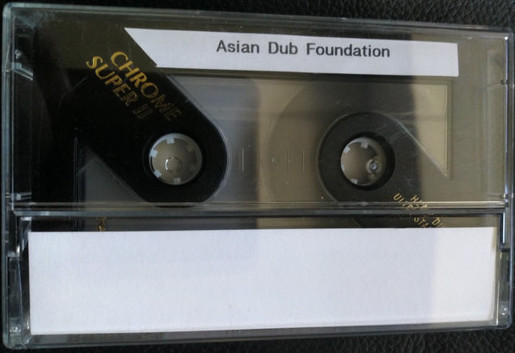 Asian Dub Foundation
CHROME
SUPER II